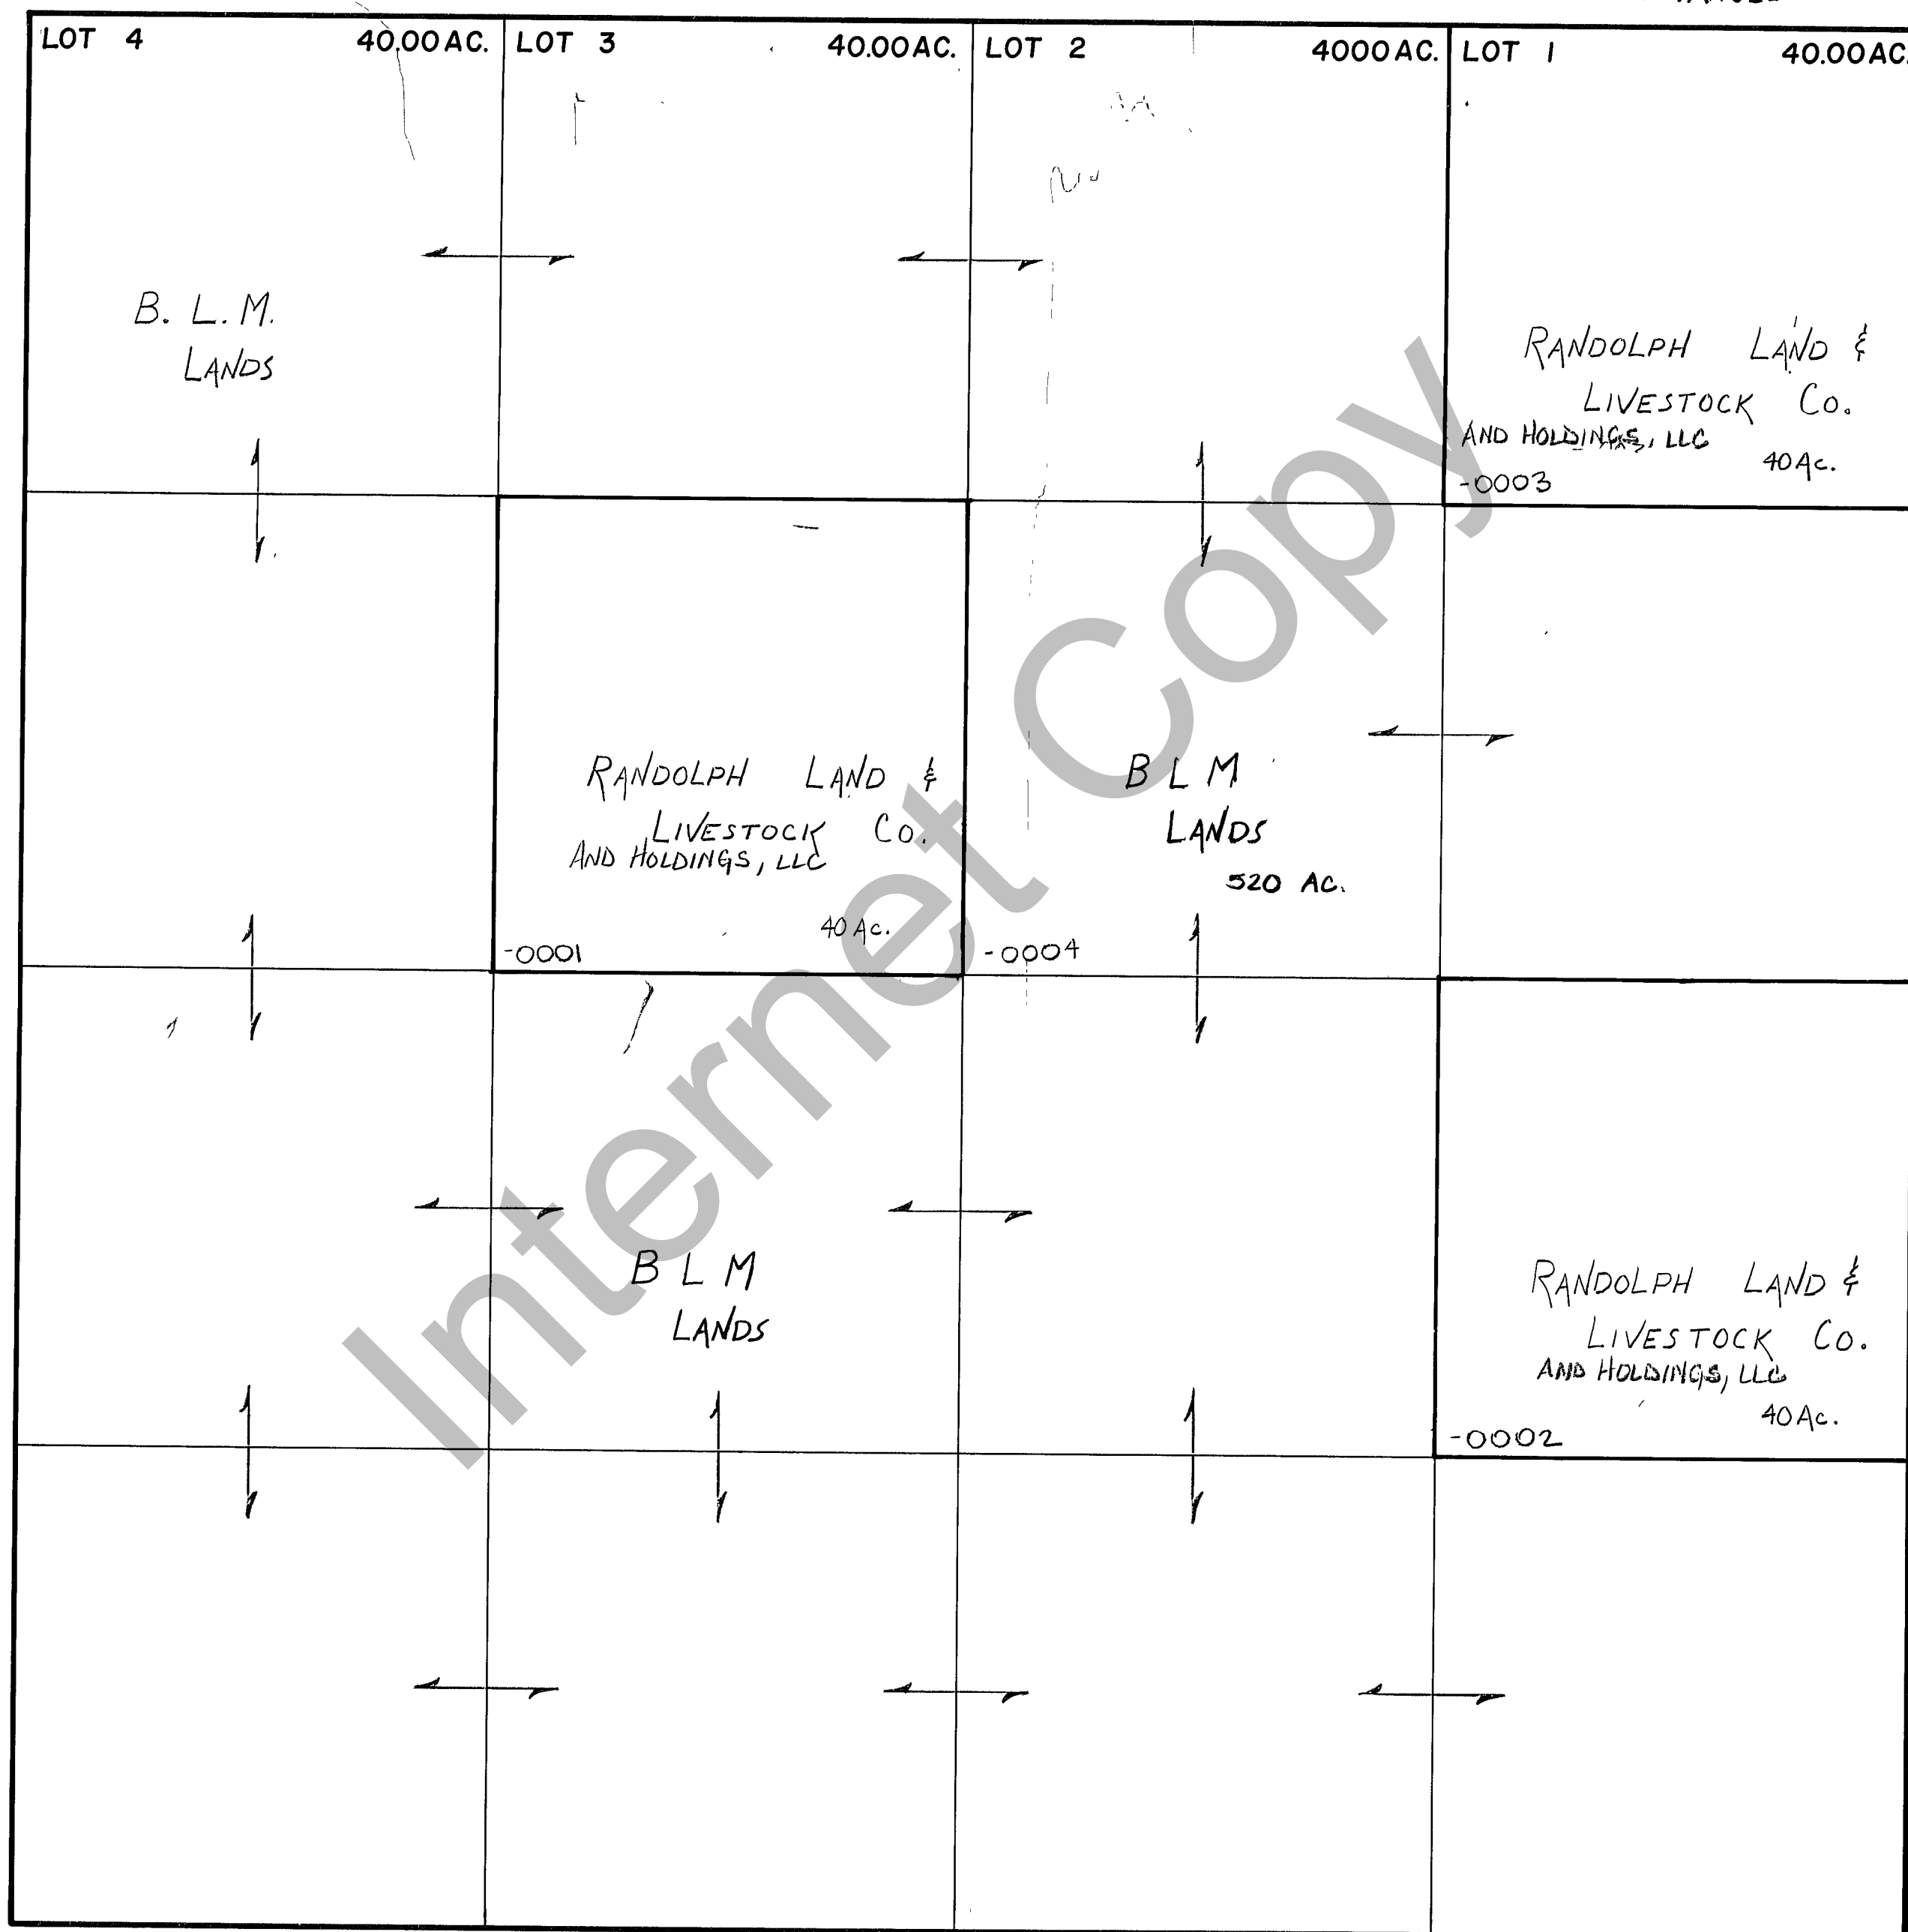 LOT 4 40.00 AC. LOT 3 40.00 AC. LOT 2 4000 AC. LOT 1 40.00 AC.
B. L. M.
LANDS
RANDOLPH LAND &
LIVESTOCK CO.
AND HOLDINGS, LLC
40 AC.
-0003
RANDOLPH LAND &
LIVESTOCK CO.
AND HOLDINGS, LLC
40 AC.
-0001
B L M
LANDS
520 AC.
-0004
B L M
LANDS
RANDOLPH LAND &
LIVESTOCK CO.
AND HOLDINGS, LLC
40 AC.
-0002
Internet Copy